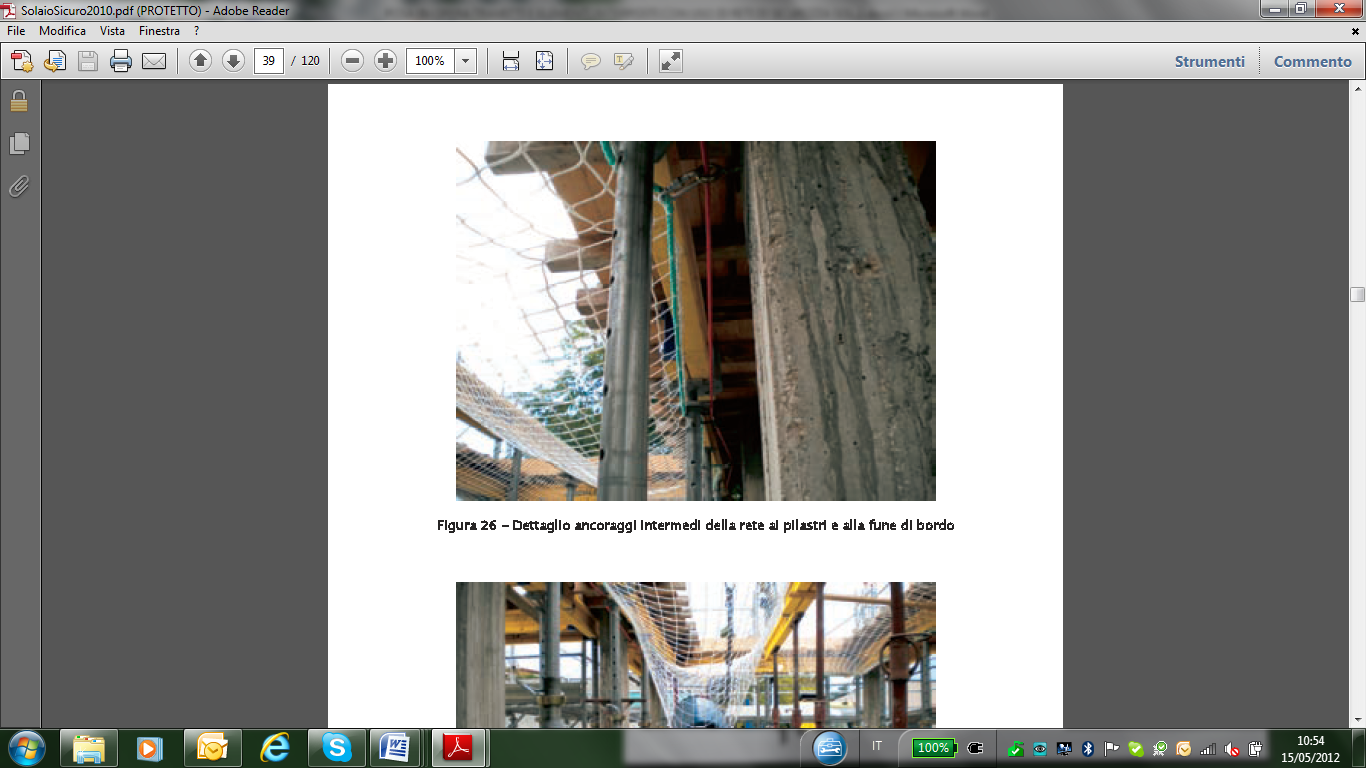 SolaioSicuro2010.pdf (PROTETTO) - Adobe Reader
File Modifica Vista Finestra ?
39 / 120 100% Strumenti Commento
Figura 26 – Dettaglio ancoraggi intermedi della rete ai pilastri e alla fune di bordo
IT 100% 10:54
15/05/2012